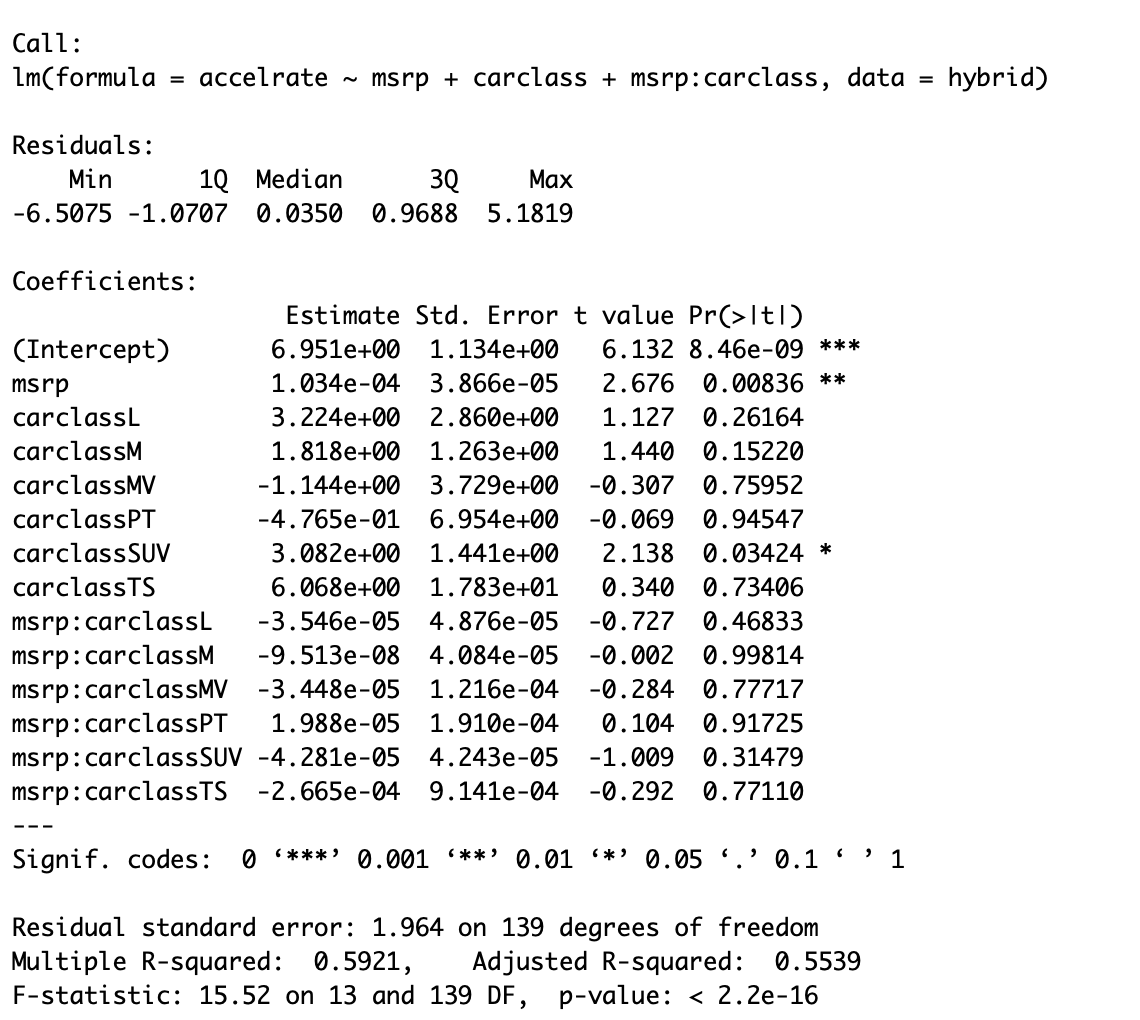 Call:
lm(formula = accelrate ~ msrp + carclass + msrp:carclass, data = hybrid)
Residuals:
    Min      1Q  Median      3Q     Max
-6.5075 -1.0707  0.0350  0.9688  5.1819
Coefficients:
                  Estimate Std. Error t value Pr(>|t|)
(Intercept)      6.951e+00  1.134e+00   6.132 8.46e-09 ***
msrp             1.034e-04  3.866e-05   2.676  0.00836 **
carclassL        3.224e+00  2.860e+00   1.127  0.26164
carclassM        1.818e+00  1.263e+00   1.440  0.15220
carclassMV      -1.144e+00  3.729e+00  -0.307  0.75952
carclassPT      -4.765e-01  6.954e+00  -0.069  0.94547
carclassSUV      3.082e+00  1.441e+00   2.138  0.03424 *
carclassTS       6.068e+00  1.783e+01   0.340  0.73406
msrp:carclassL  -3.546e-05  4.876e-05  -0.727  0.46833
msrp:carclassM  -9.513e-08  4.084e-05  -0.002  0.99814
msrp:carclassMV -3.448e-05  1.216e-04  -0.284  0.77717
msrp:carclassPT  1.988e-05  1.910e-04   0.104  0.91725
msrp:carclassSUV -4.281e-05  4.243e-05  -1.009  0.31479
msrp:carclassTS -2.665e-04  9.141e-04  -0.292  0.77110
---
Signif. codes:  0 ‘***’ 0.001 ‘**’ 0.01 ‘*’ 0.05 ‘.’ 0.1 ‘ ’ 1
Residual standard error: 1.964 on 139 degrees of freedom
Multiple R-squared:  0.5921,    Adjusted R-squared:  0.5539
F-statistic: 15.52 on 13 and 139 DF,  p-value: < 2.2e-16